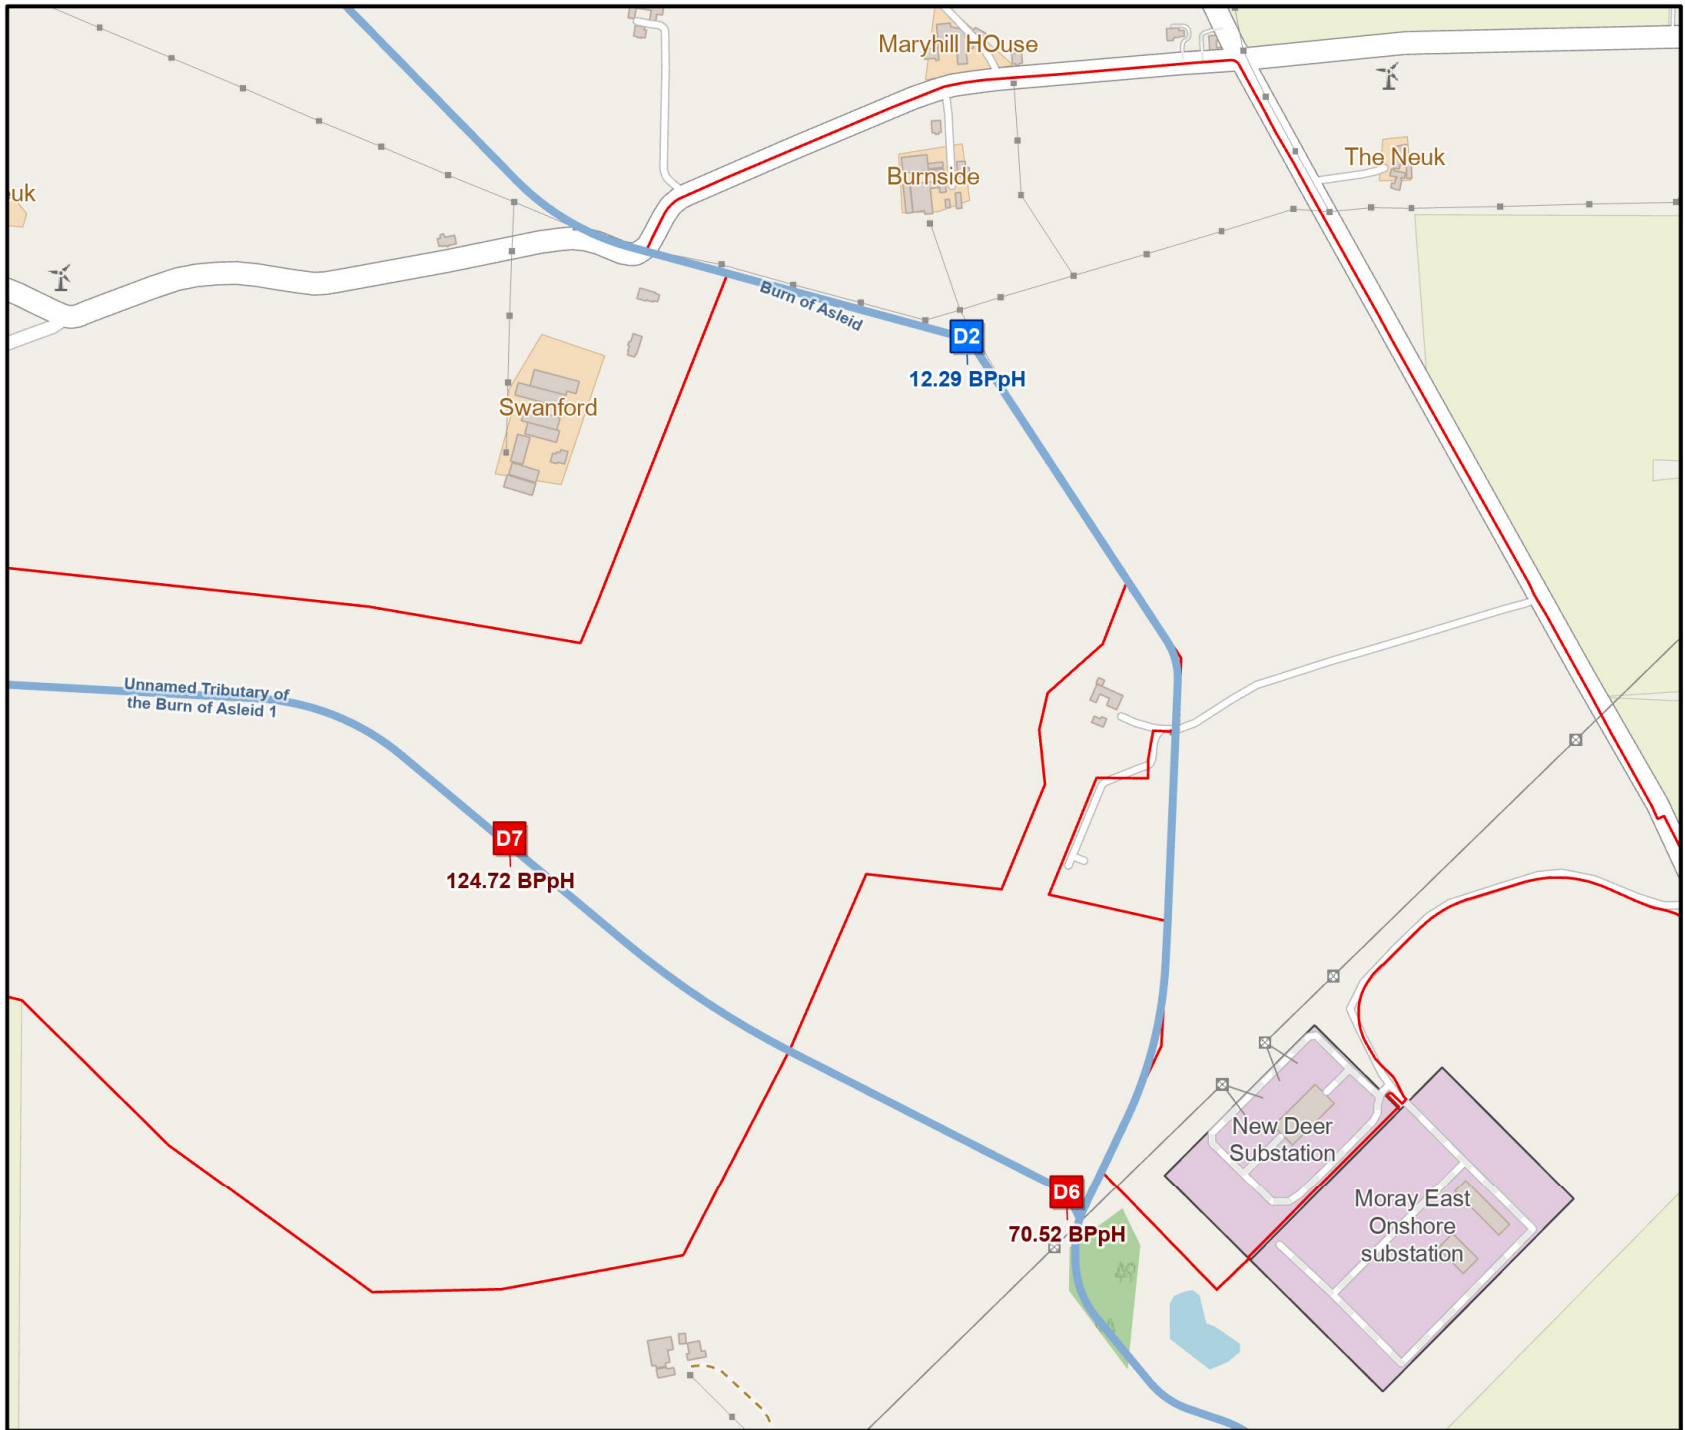 Maryhill HOuse
The Neuk
Burnside
uk
Burn of Asleid
D2
12.29 BPpH
Swanford
Unnamed Tributary of
the Burn of Asleid 1
D7
124.72 BPpH
New Deer
Substation
D6
70.52 BPpH
Moray East
Onshore
substation